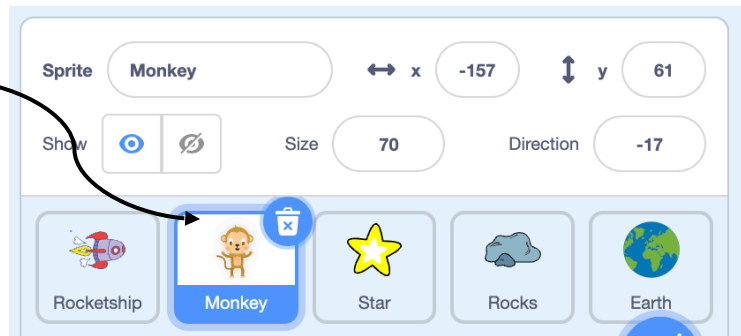 Sprite Monkey x -157 y 61
Show Size 70 Direction -17
Rocketship Monkey Star Rocks Earth